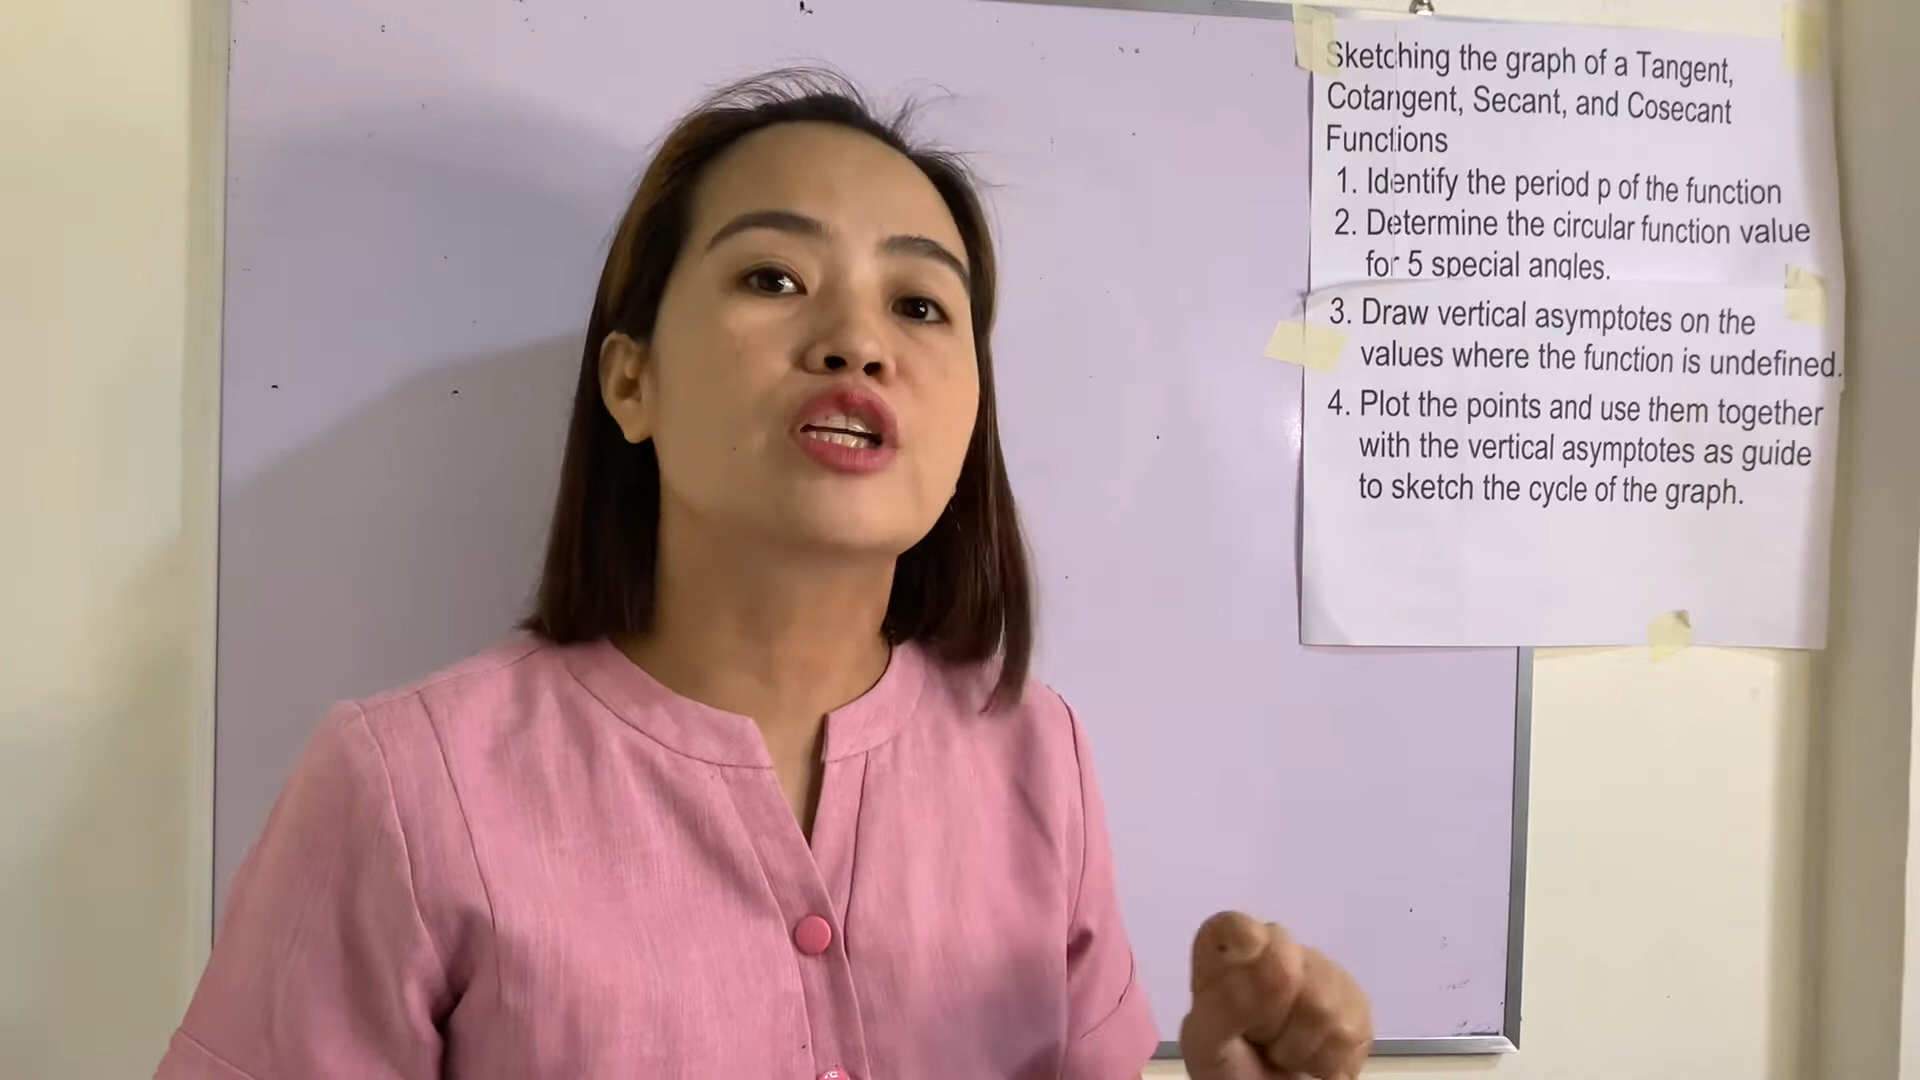 Sketching the graph of a Tangent,
Cotangent, Secant, and Cosecant
Functions
1. Identify the period p of the function
2. Determine the circular function value
for 5 special angles.
3. Draw vertical asymptotes on the
values where the function is undefined.
4. Plot the points and use them together
with the vertical asymptotes as guide
to sketch the cycle of the graph.